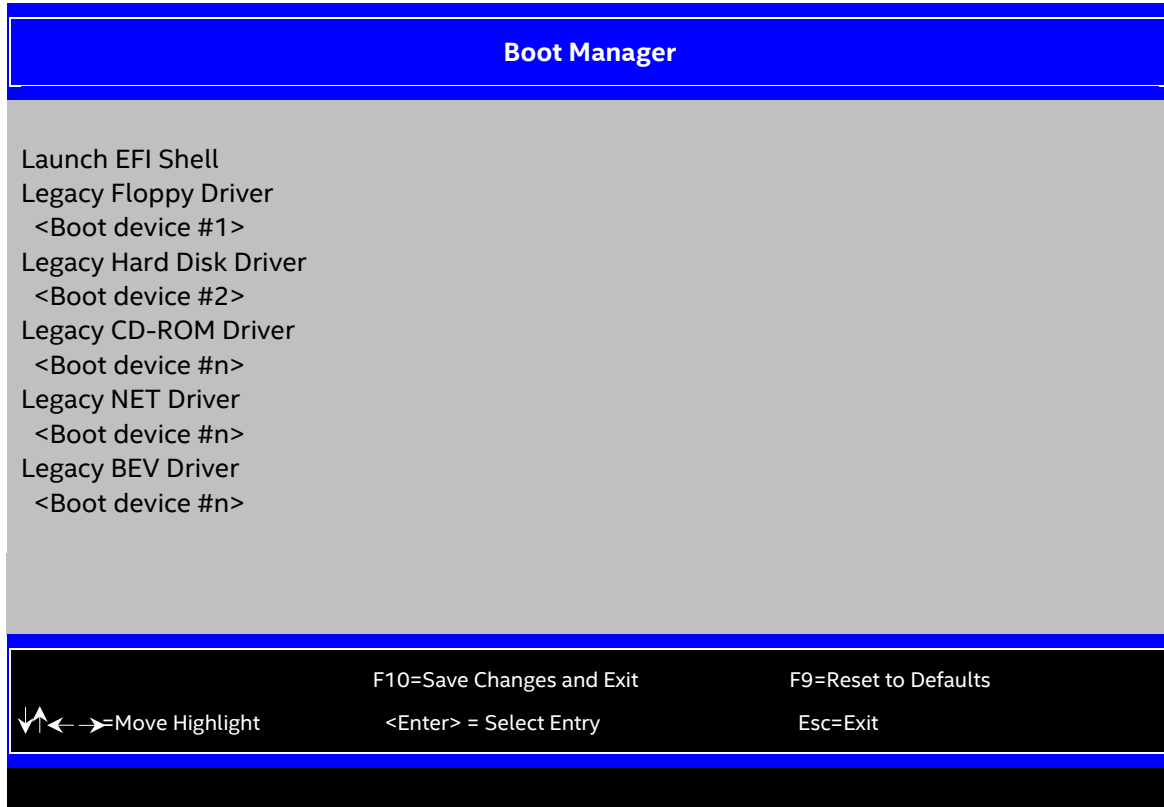 Boot Manager
Launch EFI Shell
Legacy Floppy Driver
<Boot device #1>
Legacy Hard Disk Driver
<Boot device #2>
Legacy CD-ROM Driver
<Boot device #n>
Legacy NET Driver
<Boot device #n>
Legacy BEV Driver
<Boot device #n>
F10=Save Changes and Exit F9=Reset to Defaults
↓↑←→=Move Highlight <Enter> = Select Entry Esc=Exit